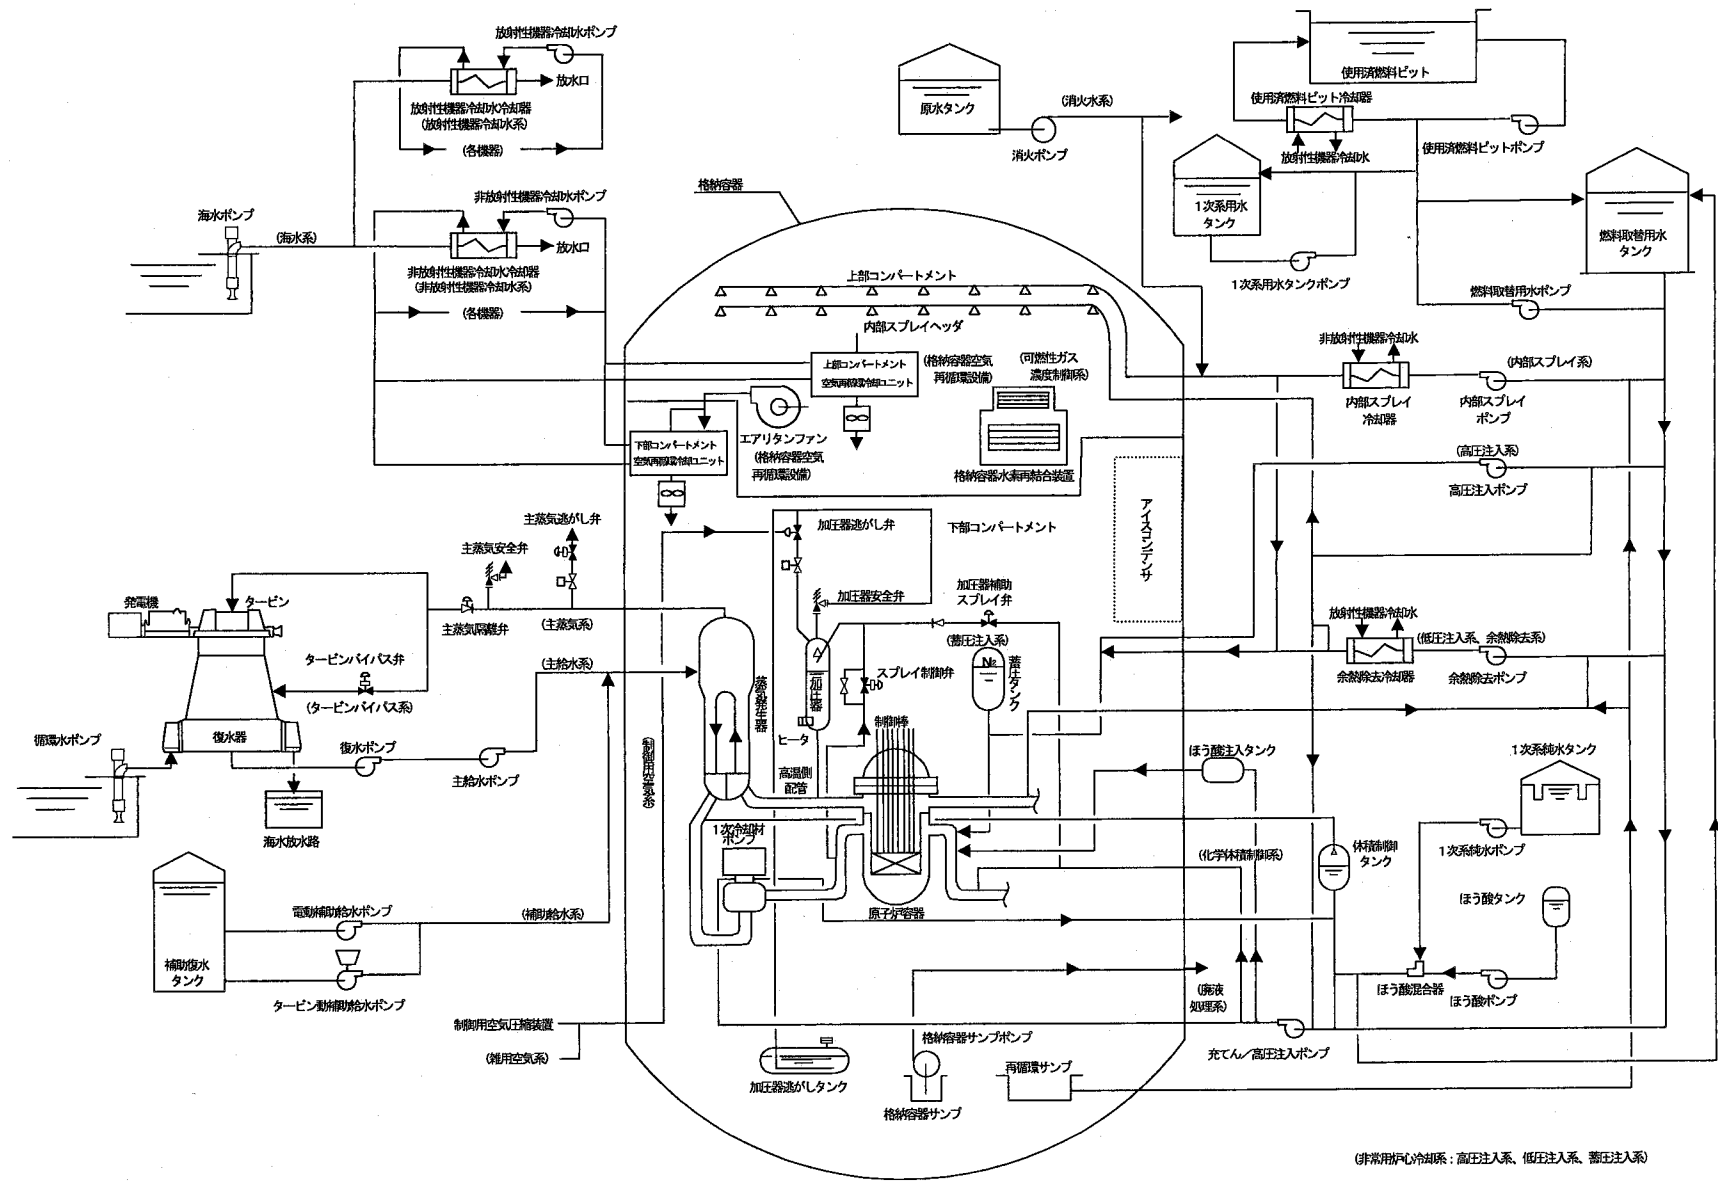 放射性機器冷却水ポンプ
放水口
放射性機器冷却水冷却器
(放射性機器冷却水系)
(各機器)
非放射性機器冷却水ポンプ
海水ポンプ
(海水系)
放水口
非放射性機器冷却水冷却器
(非放射性機器冷却水系)
(各機器)
原水タンク
(消火水系)
消火ポンプ
使用済燃料ピット
使用済燃料ピット冷却器
放射性機器冷却水
使用済燃料ピットポンプ
1次系用水
タンク
1次系用水タンクポンプ
燃料取替用水
タンク
燃料取替用水ポンプ
格納容器
上部コンパートメント
内部スプレイヘッダ
上部コンパートメント
空気再循環冷却ユニット
(格納容器空気
再循環設備)
(可燃性ガス
濃度制御系)
エアリタンファン
(格納容器空気
再循環設備)
下部コンパートメント
空気再循環冷却ユニット
格納容器水素再結合装置
非放射性機器冷却水
内部スプレイ
冷却器
(内部スプレイ系)
内部スプレイ
ポンプ
(高圧注入系)
高圧注入ポンプ
アイスコンデンサ
主蒸気逃がし弁
主蒸気安全弁
主蒸気隔離弁
(主蒸気系)
加圧器逃がし弁
下部コンパートメント
加圧器安全弁
加圧器補助
スプレイ弁
(蓄圧注入系)
N₂
蓄圧タンク
スプレイ制御弁
加圧器
ヒータ
制御棒
高温側
配管
放射性機器冷却水
(低圧注入系、余熱除去系)
余熱除去冷却器
余熱除去ポンプ
発電機
タービン
タービンバイパス弁
(タービンバイパス系)
(主給水系)
蒸気発生器
(制御用空気系)
循環水ポンプ
復水器
復水ポンプ
主給水ポンプ
海水放水路
1次冷却材
ポンプ
原子炉容器
ほう酸注入タンク
(化学体積制御系)
体積制御
タンク
1次系純水タンク
1次系純水ポンプ
ほう酸タンク
ほう酸混合器
ほう酸ポンプ
補助復水
タンク
電動補助給水ポンプ
(補助給水系)
タービン動補助給水ポンプ
制御用空気圧縮装置
(雑用空気系)
加圧器逃がしタンク
格納容器サンプポンプ
格納容器サンプ
再循環サンプ
(廃液
処理系)
充てん/高圧注入ポンプ
(非常用炉心冷却系:高圧注入系、低圧注入系、蓄圧注入系)